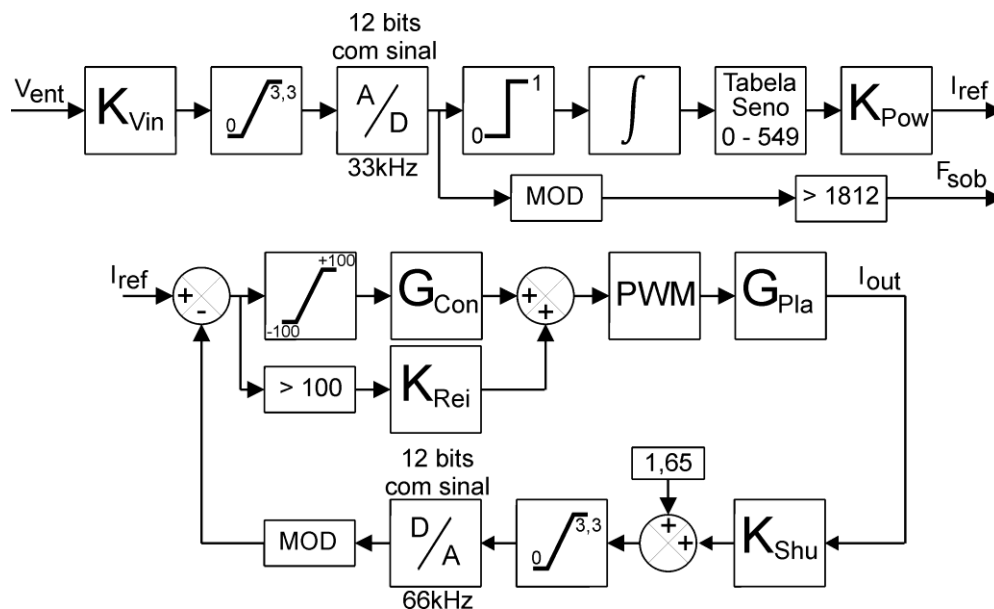 12 bits
com sinal
V_ent
K_Vin
0 3,3
A/D
33kHz
0 1
∫
Tabela
Seno
0 - 549
K_Pow
I_ref
MOD
> 1812
F_sob
I_ref
+
-
-100 +100
G_Con
+
+
PWM
G_Pla
I_out
> 100
K_Rei
12 bits
com sinal
1,65
MOD
D/A
66kHz
0 3,3
+
+
K_Shu